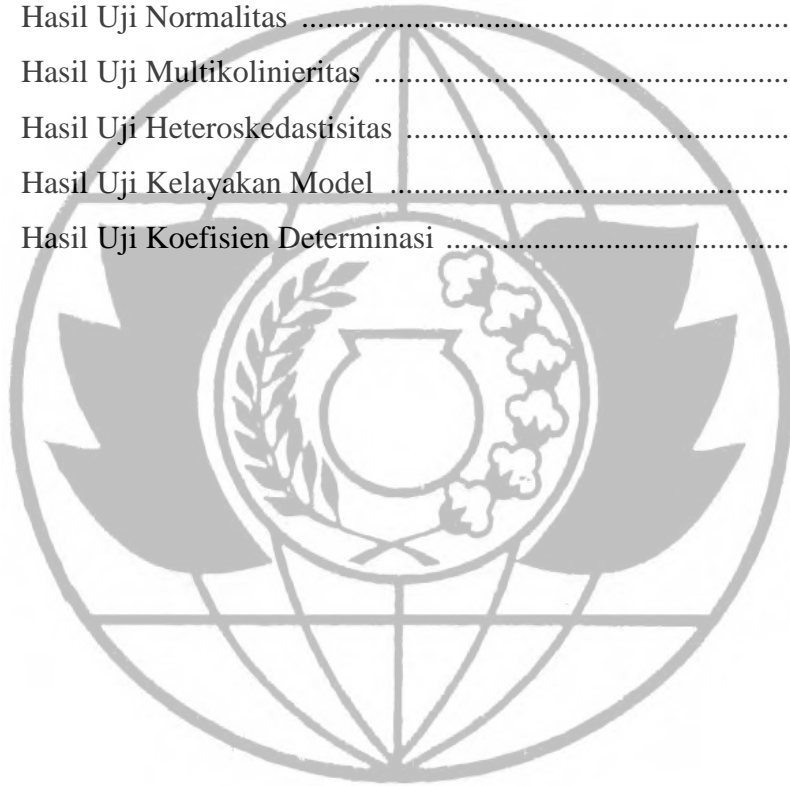 Hasil Uji Normalitas ......................................................................
Hasil Uji Multikolinieritas ............................................................
Hasil Uji Heteroskedastisitas .......................................................
Hasil Uji Kelayakan Model ..........................................................
Hasil Uji Koefisien Determinasi .................................................